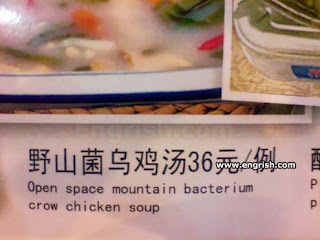 野山菌乌鸡汤36元/例
Open space mountain bacterium
crow chicken soup
www.engrish.com